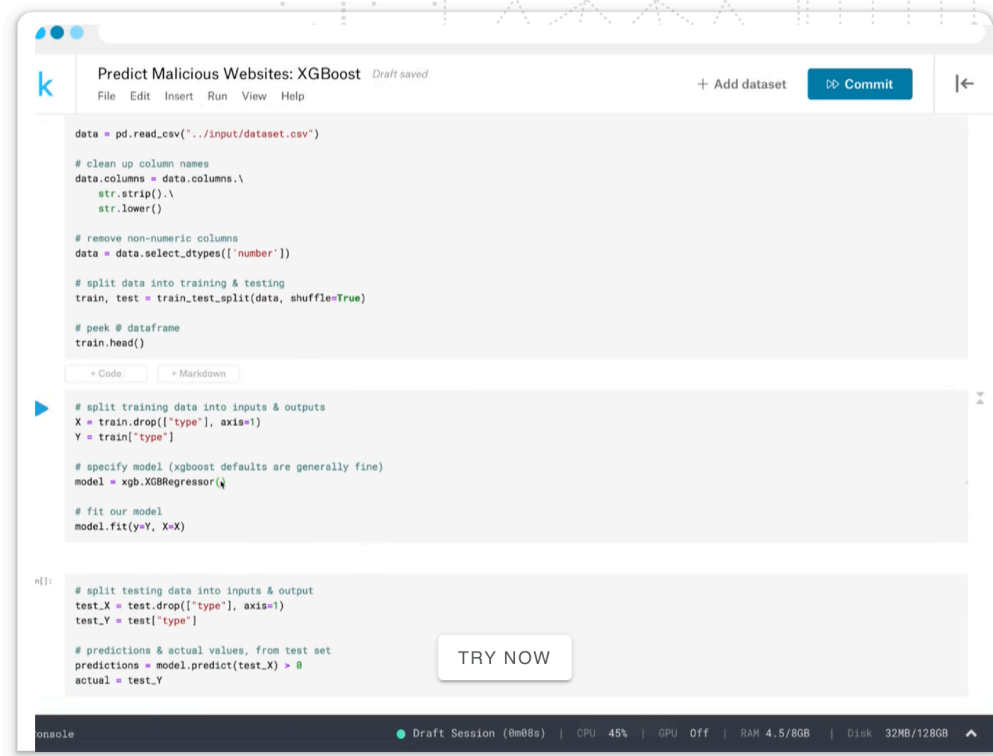 k
Predict Malicious Websites: XGBoost Draft saved
File Edit Insert Run View Help
+ Add dataset
Commit
data = pd.read_csv("../input/dataset.csv")
# clean up column names
data.columns = data.columns.\
str.strip().\
str.lower()
# remove non-numeric columns
data = data.select_dtypes(['number'])
# split data into training & testing
train, test = train_test_split(data, shuffle=True)
# peek @ dataframe
train.head()
+ Code + Markdown
# split training data into inputs & outputs
X = train.drop(["type"], axis=1)
Y = train["type"]
# specify model (xgboost defaults are generally fine)
model = xgb.XGBRegressor()
# fit our model
model.fit(y=Y, X=X)
n[]:
# split testing data into inputs & output
test_X = test.drop(["type"], axis=1)
test_Y = test["type"]
# predictions & actual values, from test set
predictions = model.predict(test_X) > 0
actual = test_Y
TRY NOW
onsole
Draft Session (0m08s) | CPU 45% | GPU Off | RAM 4.5/8GB | Disk 32MB/128GB